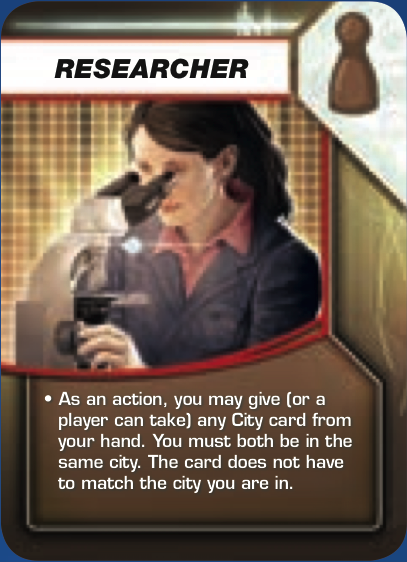 RESEARCHER
• As an action, you may give (or a
player can take) any City card from
your hand. You must both be in the
same city. The card does not have
to match the city you are in.